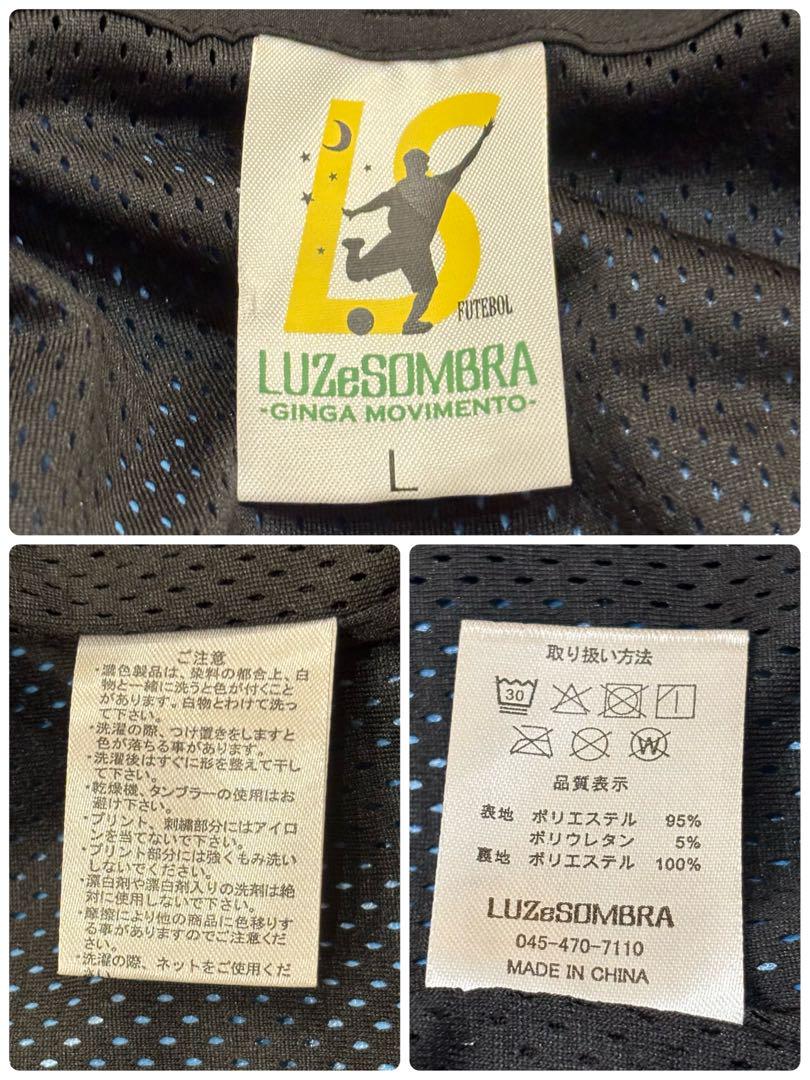 LS
FUTEBOL
LUZeSOMBRA
-GINGA MOVIMENTO-
L
ご注意
・濃色製品は、染料の都合上、白
物と一緒に洗うと色が付くこと
があります。白物とわけて洗っ
て下さい。
・洗濯の際、つけ置きをしますと
色が落ちる事があります。
・洗濯後はすぐに形を整えて干し
て下さい。
・乾燥機、タンブラーの使用はお
避け下さい。
・プリント、刺繍部分にはアイロ
ンを当てないで下さい。
・プリント部分には強くもみ洗い
しないでください。
・漂白剤や漂白剤入りの洗剤は絶
対に使用しないで下さい。
・摩擦により他の商品に色移りす
る事がありますのでご注意くだ
さい。
・洗濯の際、ネットをご使用くだ
さい。
取り扱い方法
30
W
品質表示
表地 ポリエステル 95%
ポリウレタン 5%
裏地 ポリエステル 100%
LUZeSOMBRA
045-470-7110
MADE IN CHINA